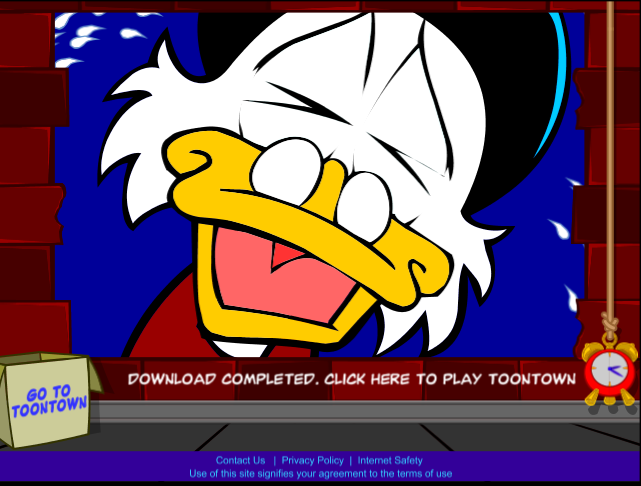 DOWNLOAD COMPLETED. CLICK HERE TO PLAY TOONTOWN
GO TO
TOONTOWN
Contact Us | Privacy Policy | Internet Safety
Use of this site signifies your agreement to the terms of use